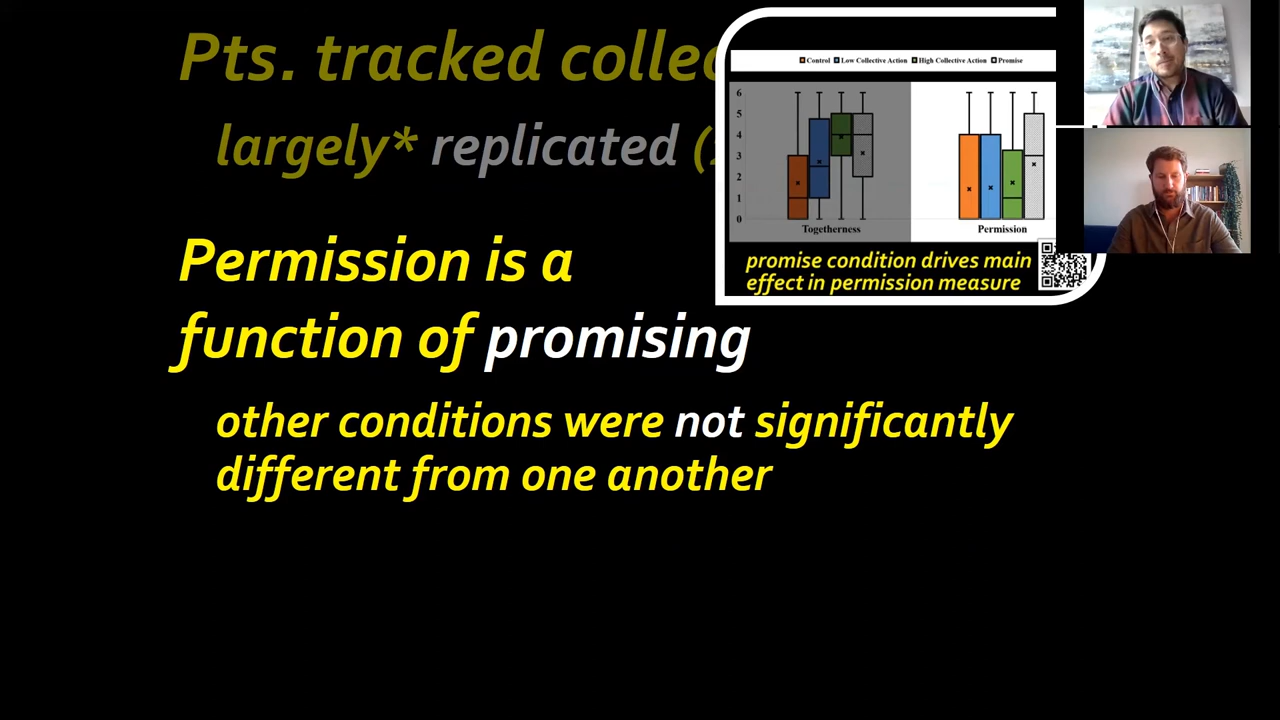 Pts. tracked collec
largely* replicated (
Control Low Collective Action High Collective Action Promise
6
5
4
3
2
1
0
Togetherness
Permission
promise condition drives main
effect in permission measure
Permission is a
function of promising
other conditions were not significantly
different from one another